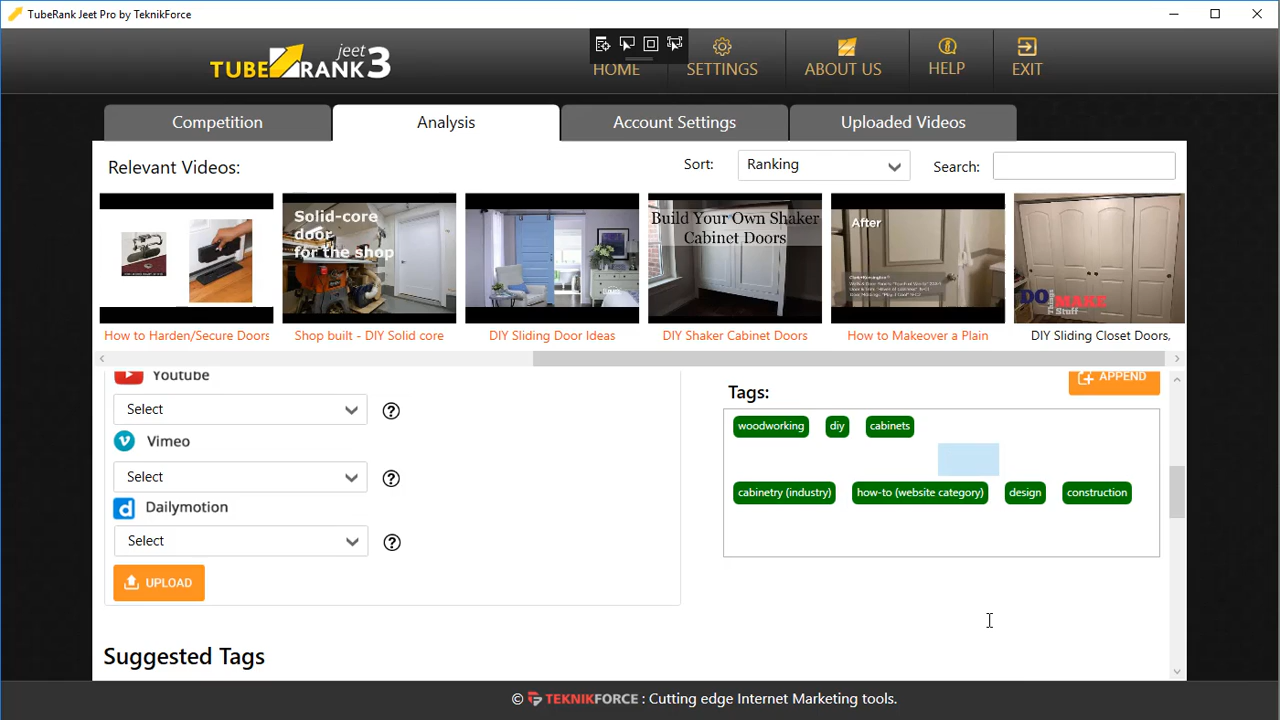 TubeRank Jeet Pro by TeknikForce
TUBE RANK jeet 3
HOME
SETTINGS
ABOUT US
HELP
EXIT
Competition
Analysis
Account Settings
Uploaded Videos
Relevant Videos:
Sort:
Ranking
Search:
Solid-core
door
for the shop
Build Your Own Shaker
Cabinet Doors
After
DO
Things
MAKE
Stuff
How to Harden/Secure Doors
Shop built - DIY Solid core
DIY Sliding Door Ideas
DIY Shaker Cabinet Doors
How to Makeover a Plain
DIY Sliding Closet Doors,
Youtube
Select
Vimeo
Select
Dailymotion
Select
UPLOAD
APPEND
Tags:
woodworking
diy
cabinets
cabinetry (industry)
how-to (website category)
design
construction
Suggested Tags
© TEKNIKFORCE : Cutting edge Internet Marketing tools.